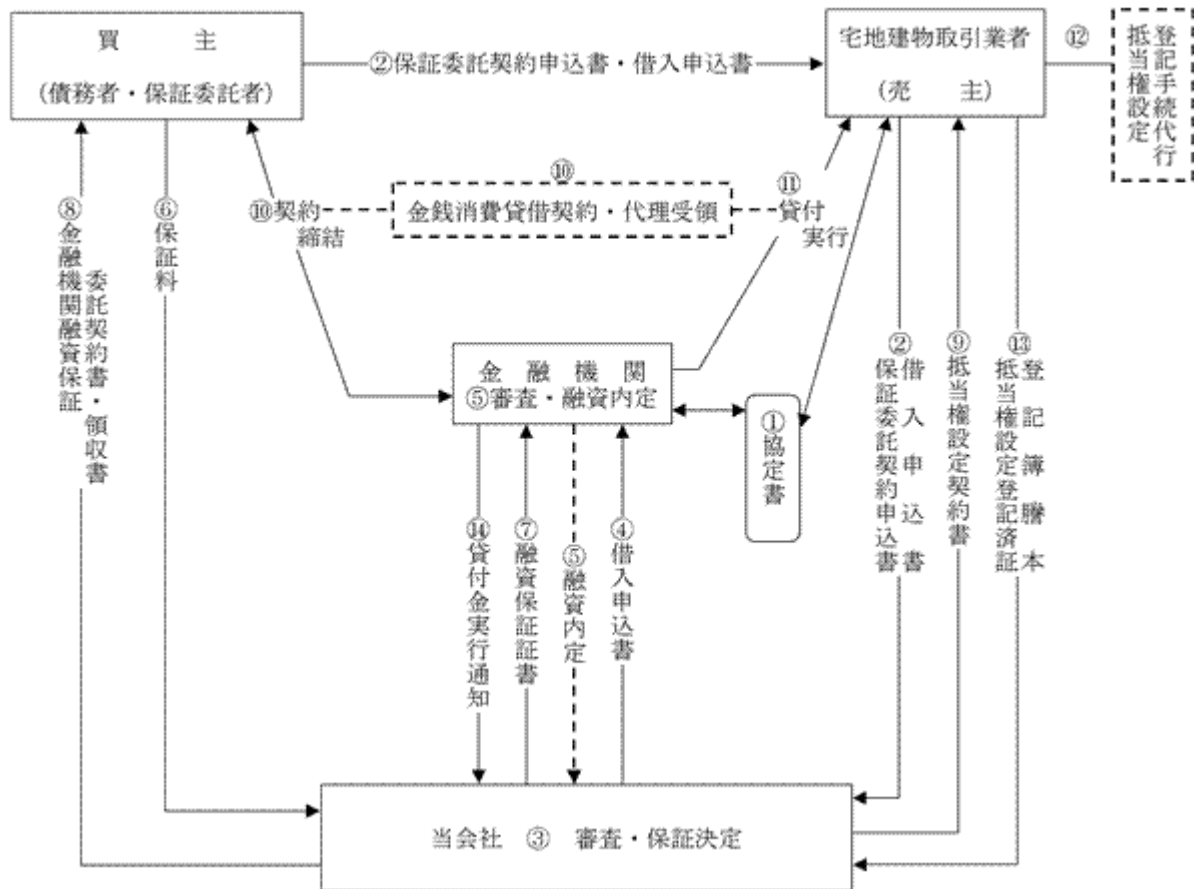 買　　主
（債務者・保証委託者）
②保証委託契約申込書・借入申込書
宅地建物取引業者
（売　　主）
⑫
登記手続代行
抵当権設定
⑩
金銭消費貸借契約・代理受領
⑩契約
締結
⑪
貸付
実行
⑧金融機関融資保証
委託契約書・領収書
⑥保証料
金　融　機　関
⑤審査・融資内定
①協定書
②借入申込書
保証委託契約申込書
⑨抵当権設定契約書
⑬登記簿謄本
抵当権設定登記済証
⑭貸付金実行通知
⑦融資保証証書
⑤融資内定
④借入申込書
当会社　③　審査・保証決定